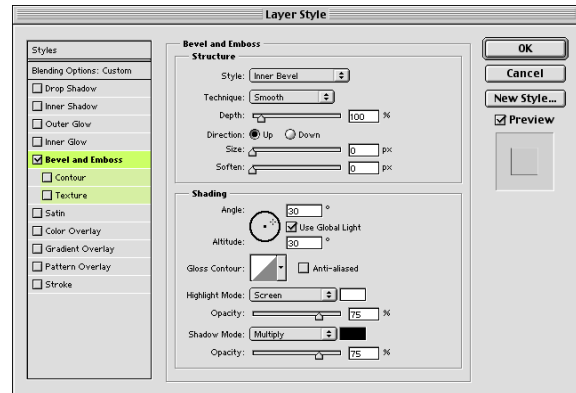 Layer Style
Styles
Blending Options: Custom
Drop Shadow
Inner Shadow
Outer Glow
Inner Glow
Bevel and Emboss
Contour
Texture
Satin
Color Overlay
Gradient Overlay
Pattern Overlay
Stroke
Bevel and Emboss
Structure
Style: Inner Bevel
Technique: Smooth
Depth: 100 %
Direction: Up Down
Size: 0 px
Soften: 0 px
Shading
Angle: 30 °
Use Global Light
Altitude: 30 °
Gloss Contour: Anti-aliased
Highlight Mode: Screen
Opacity: 75 %
Shadow Mode: Multiply
Opacity: 75 %
OK
Cancel
New Style...
Preview